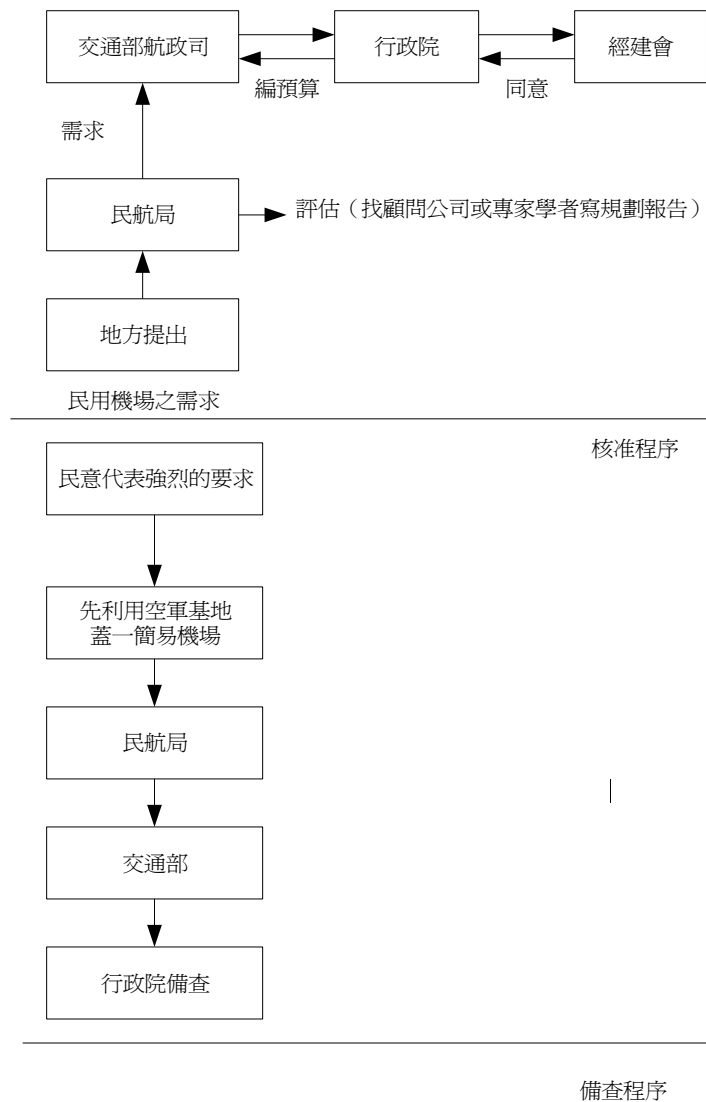 交通部航政司
行政院
經建會
編預算
同意
需求
民航局
評估（找顧問公司或專家學者寫規劃報告）
地方提出
民用機場之需求
核准程序
民意代表強烈的要求
先利用空軍基地
蓋一簡易機場
民航局
交通部
行政院備查
備查程序